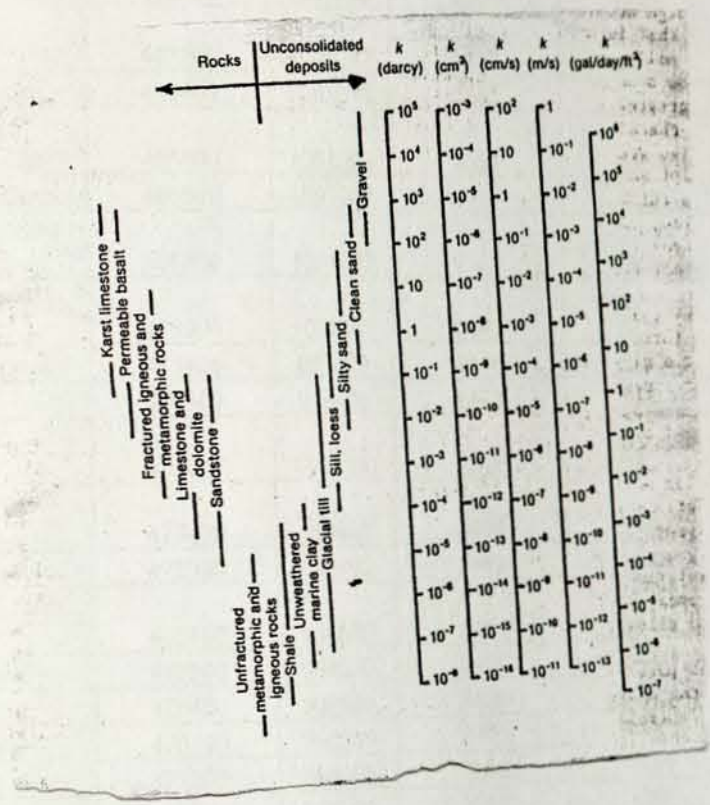 Rocks
Unconsolidated
deposits
k
(darcy)
k
(cm²)
k
(cm/s)
k
(m/s)
k
(gal/day/ft²)
Karst limestone
Permeable basalt
Fractured igneous and
metamorphic rocks
Limestone and
dolomite
Sandstone
Unfractured
metamorphic and
igneous rocks
Shale
Unweathered
marine clay
Glacial till
Sill, loess
Silty sand
Clean sand
Gravel
10⁵
10⁴
10³
10²
10
1
10⁻¹
10⁻²
10⁻³
10⁻⁴
10⁻⁵
10⁻⁶
10⁻⁷
10⁻⁸
10⁻³
10⁻⁴
10⁻⁵
10⁻⁶
10⁻⁷
10⁻⁸
10⁻⁹
10⁻¹⁰
10⁻¹¹
10⁻¹²
10⁻¹³
10⁻¹⁴
10⁻¹⁵
10⁻¹⁶
10²
10
1
10⁻¹
10⁻²
10⁻³
10⁻⁴
10⁻⁵
10⁻⁶
10⁻⁷
10⁻⁸
10⁻⁹
10⁻¹⁰
10⁻¹¹
1
10⁻¹
10⁻²
10⁻³
10⁻⁴
10⁻⁵
10⁻⁶
10⁻⁷
10⁻⁸
10⁻⁹
10⁻¹⁰
10⁻¹¹
10⁻¹²
10⁻¹³
10⁶
10⁵
10⁴
10³
10²
10
1
10⁻¹
10⁻²
10⁻³
10⁻⁴
10⁻⁵
10⁻⁶
10⁻⁷